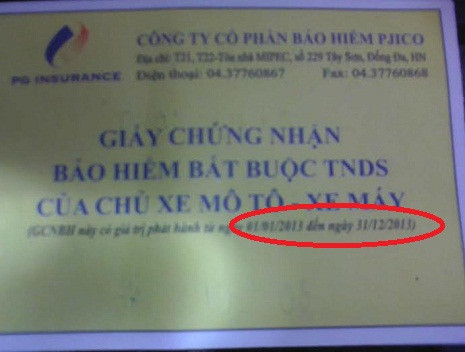 CÔNG TY CỔ PHẦN BẢO HIỂM PJICO
Địa chỉ: T21, T22-Tòa nhà MIPEC, số 229 Tây Sơn, Đống Đa, HN
Điện thoại: 04.37760867 Fax: 04.37760868
PG INSURANCE
GIẤY CHỨNG NHẬN
BẢO HIỂM BẮT BUỘC TNDS
CỦA CHỦ XE MÔ TÔ - XE MÁY
(GCNBH này có giá trị phát hành từ ngày 01/01/2013 đến ngày 31/12/2013)